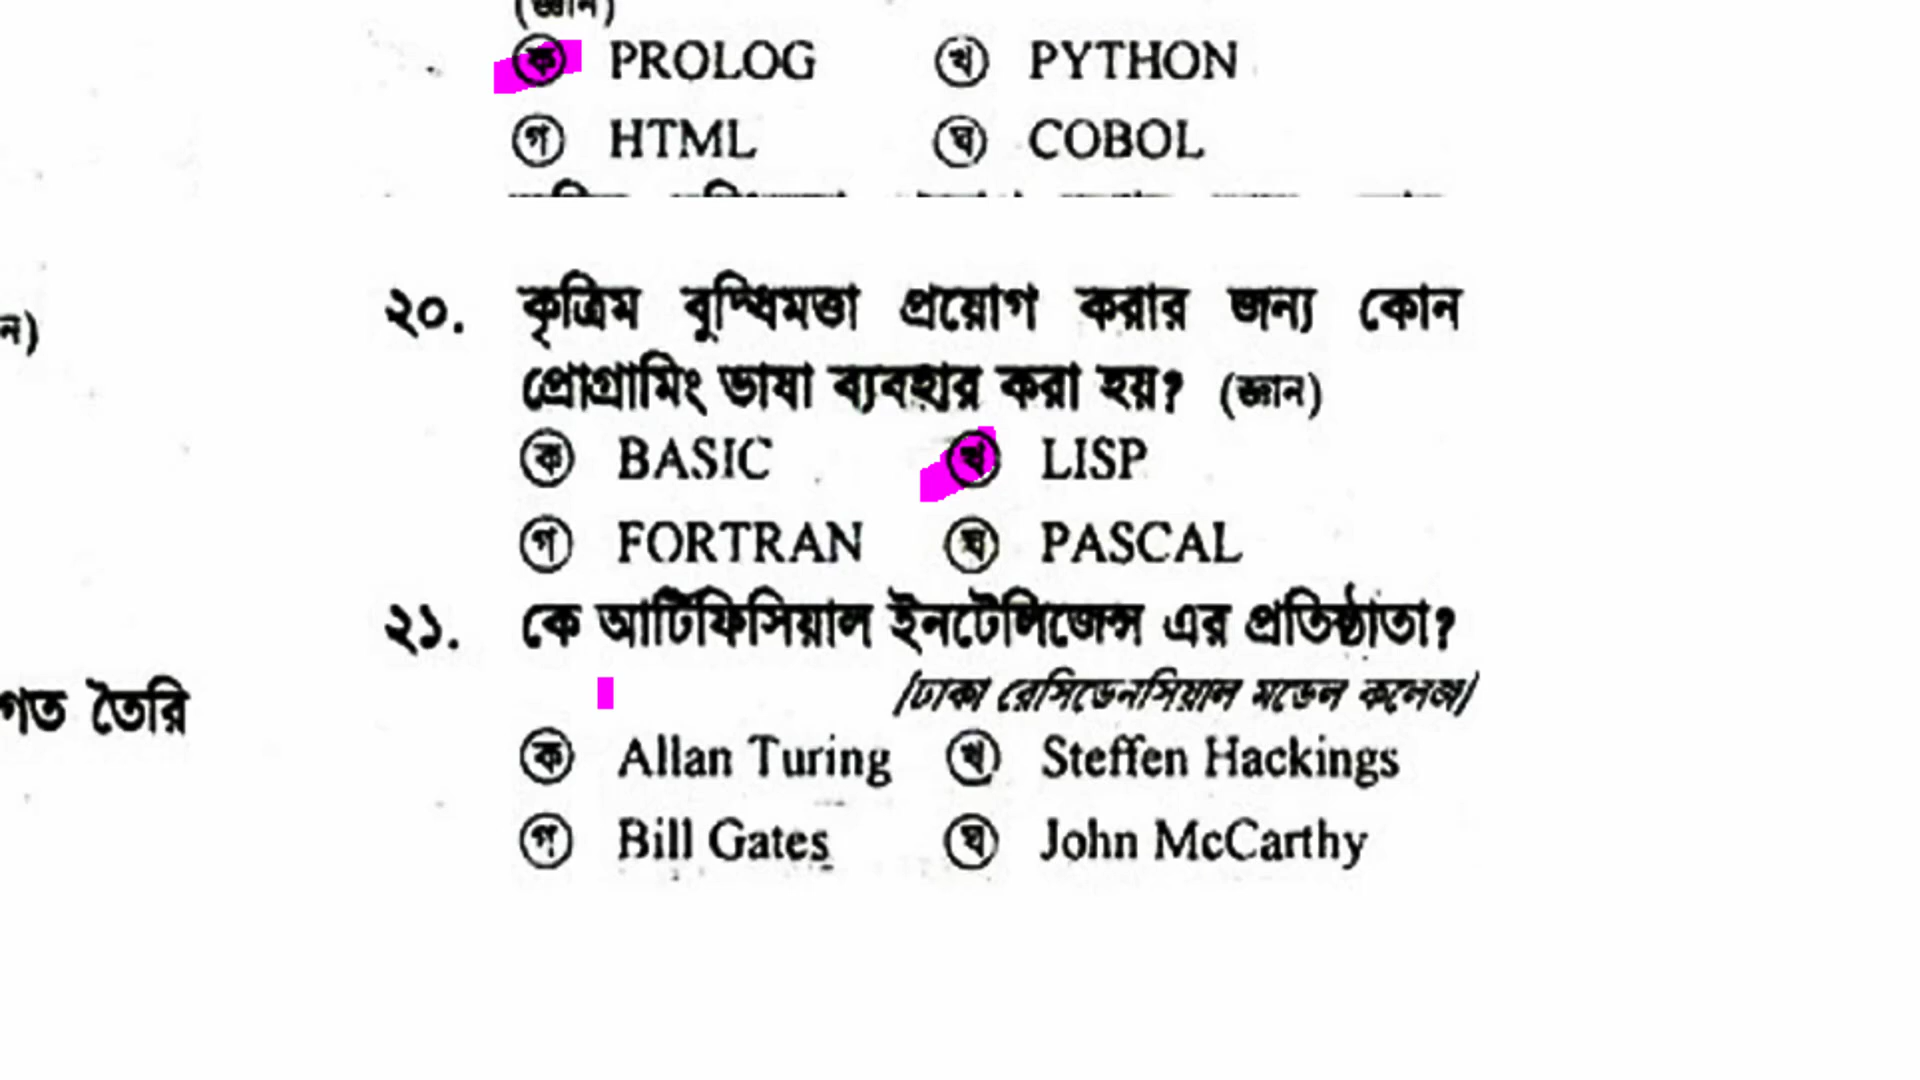 (জ্ঞান)
ক PROLOG খ PYTHON
গ HTML ঘ COBOL
২০. কৃত্রিম বুদ্ধিমত্তা প্রয়োগ করার জন্য কোন
ন)
প্রোগ্রামিং ভাষা ব্যবহার করা হয়? (জ্ঞান)
ক BASIC খ LISP
গ FORTRAN ঘ PASCAL
২১. কে আর্টিফিসিয়াল ইনটেলিজেন্স এর প্রতিষ্ঠাতা?
গত তৈরি
[ঢাকা রেসিডেনসিয়াল মডেল কলেজ]
ক Allan Turing খ Steffen Hackings
গ Bill Gates ঘ John McCarthy